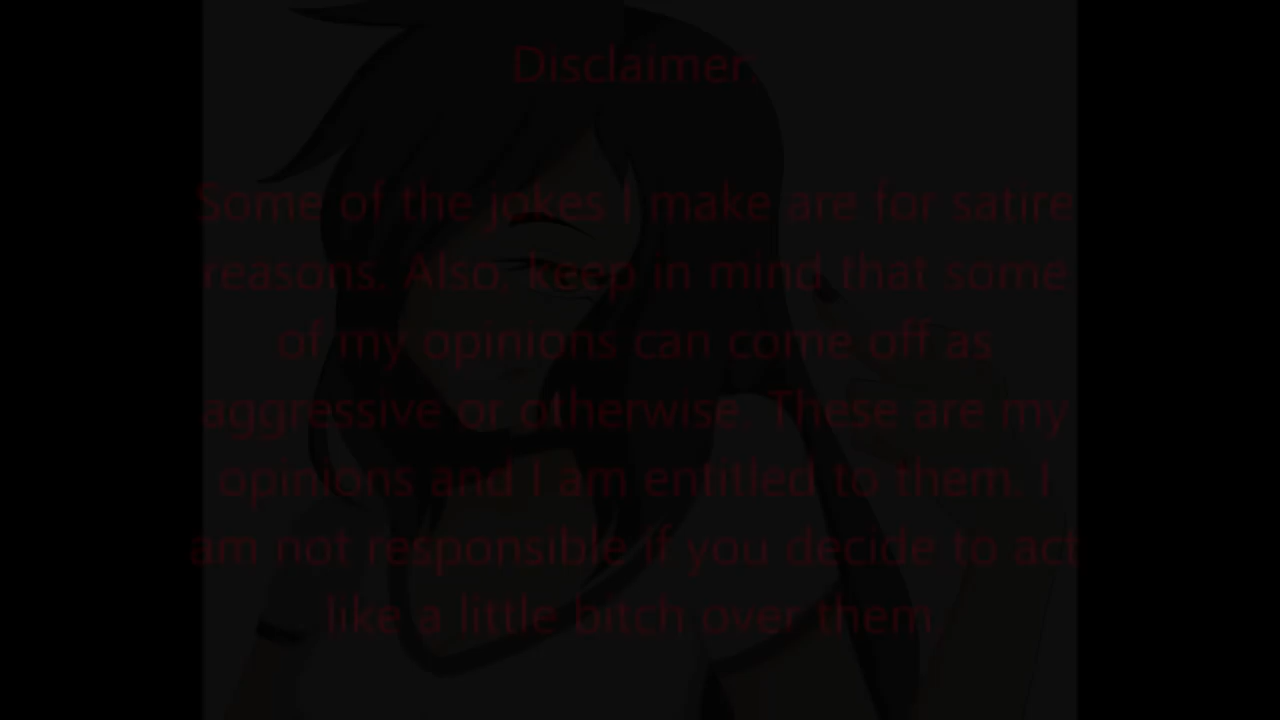 Disclaimer:
Some of the jokes I make are for satire
reasons. Also, keep in mind that some
of my opinions can come off as
aggressive or otherwise. These are my
opinions and I am entitled to them. I
am not responsible if you decide to act
like a little bitch over them